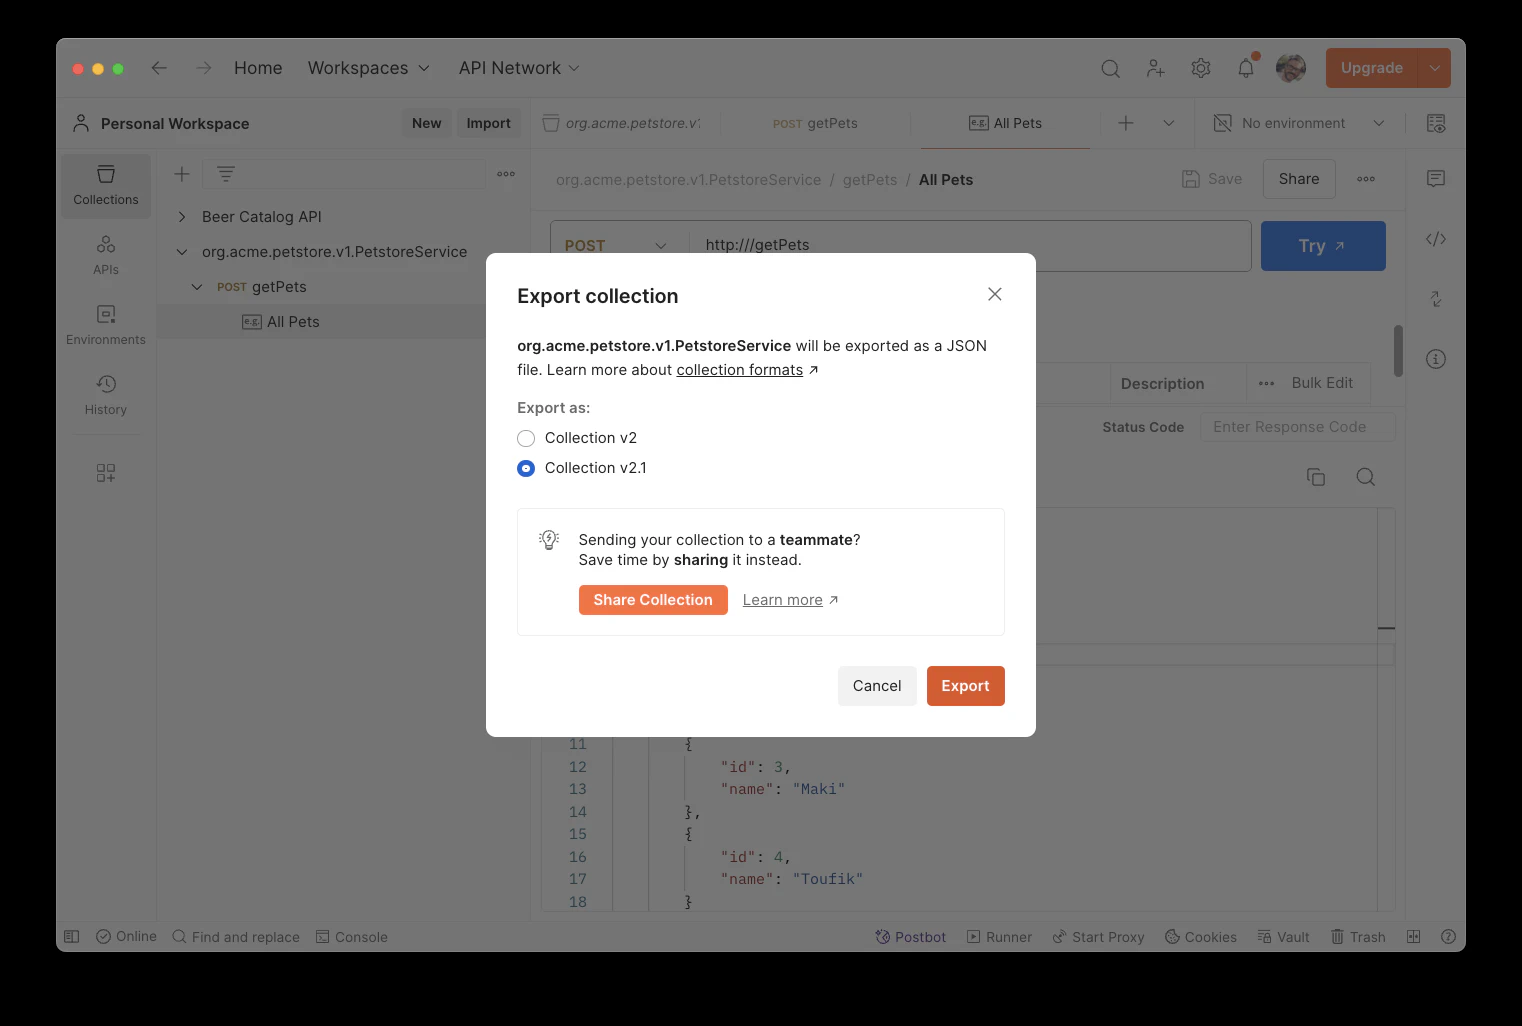 Home Workspaces API Network Upgrade
Personal Workspace New Import org.acme.petstore.v1 POST getPets e.g. All Pets No environment
Collections
APIs
Environments
History
Beer Catalog API
org.acme.petstore.v1.PetstoreService
POST getPets
e.g. All Pets
org.acme.petstore.v1.PetstoreService / getPets / All Pets Save Share
POST http:///getPets Try
Description Bulk Edit
Status Code Enter Response Code
Export collection
org.acme.petstore.v1.PetstoreService will be exported as a JSON
file. Learn more about collection formats
Export as:
Collection v2
Collection v2.1
Sending your collection to a teammate?
Save time by sharing it instead.
Share Collection Learn more
Cancel Export
11 {
12 "id": 3,
13 "name": "Maki"
14 },
15 {
16 "id": 4,
17 "name": "Toufik"
18 }
Online Find and replace Console Postbot Runner Start Proxy Cookies Vault Trash